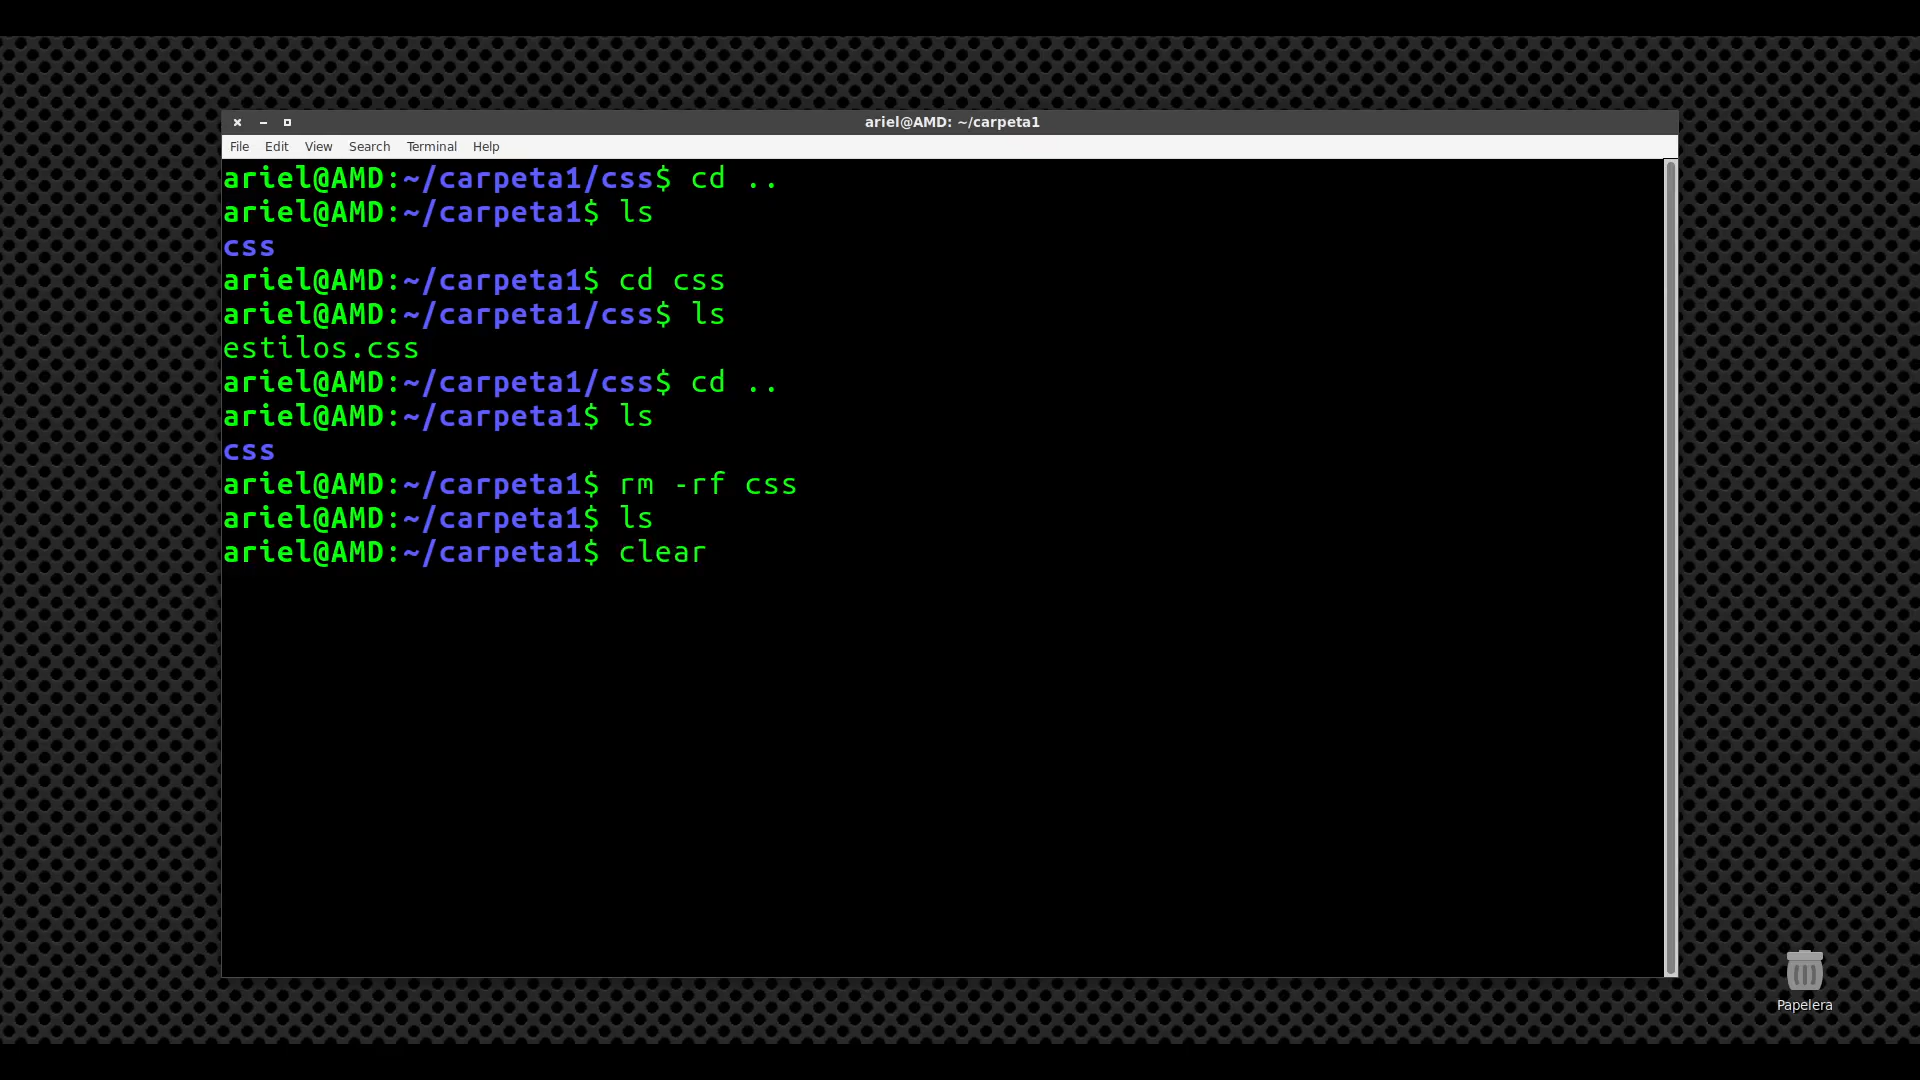 ariel@AMD: ~/carpeta1
File Edit View Search Terminal Help
ariel@AMD:~/carpeta1/css$ cd ..
ariel@AMD:~/carpeta1$ ls
css
ariel@AMD:~/carpeta1$ cd css
ariel@AMD:~/carpeta1/css$ ls
estilos.css
ariel@AMD:~/carpeta1/css$ cd ..
ariel@AMD:~/carpeta1$ ls
css
ariel@AMD:~/carpeta1$ rm -rf css
ariel@AMD:~/carpeta1$ ls
ariel@AMD:~/carpeta1$ clear
Papelera